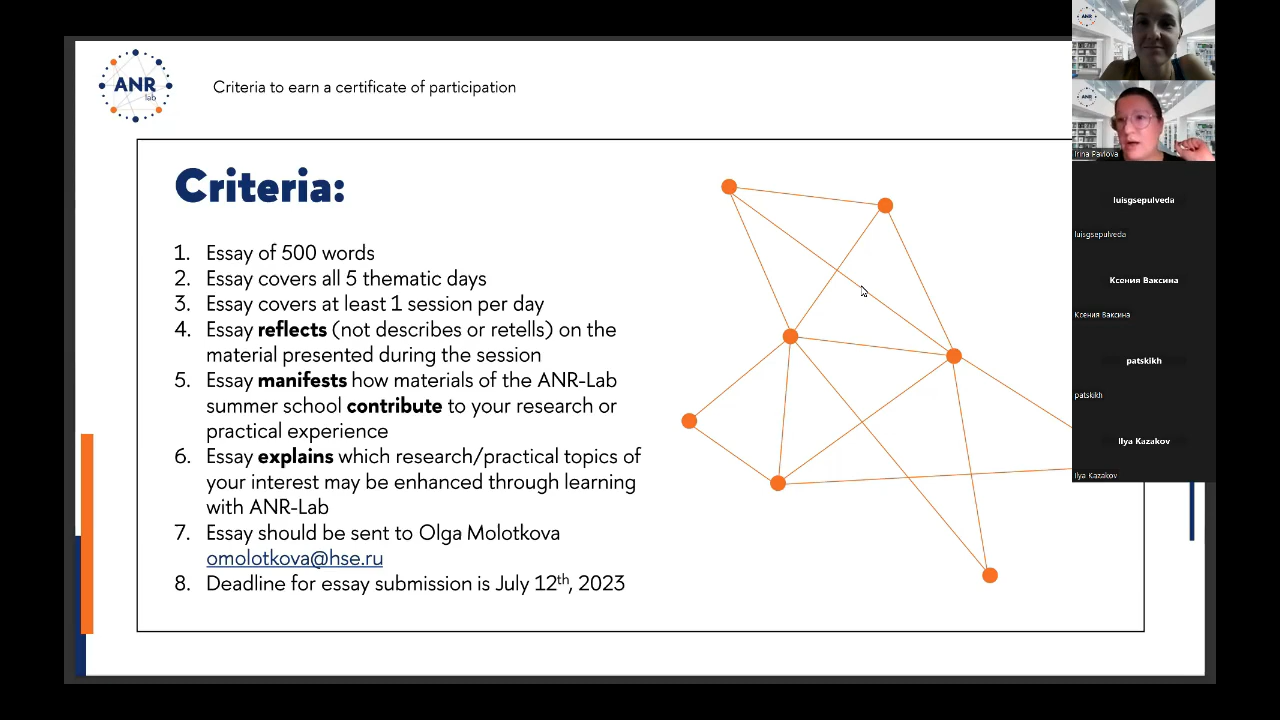 ANR
lab
Criteria to earn a certificate of participation
Criteria:
1. Essay of 500 words
2. Essay covers all 5 thematic days
3. Essay covers at least 1 session per day
4. Essay reflects (not describes or retells) on the
material presented during the session
5. Essay manifests how materials of the ANR-Lab
summer school contribute to your research or
practical experience
6. Essay explains which research/practical topics of
your interest may be enhanced through learning
with ANR-Lab
7. Essay should be sent to Olga Molotkova
omolotkova@hse.ru
8. Deadline for essay submission is July 12th, 2023
ANR
ANR
Irina Pavlova
luisgsepulveda
luisgsepulveda
Ксения Ваксина
Ксения Ваксина
patskikh
patskikh
Ilya Kazakov
Ilya Kazakov